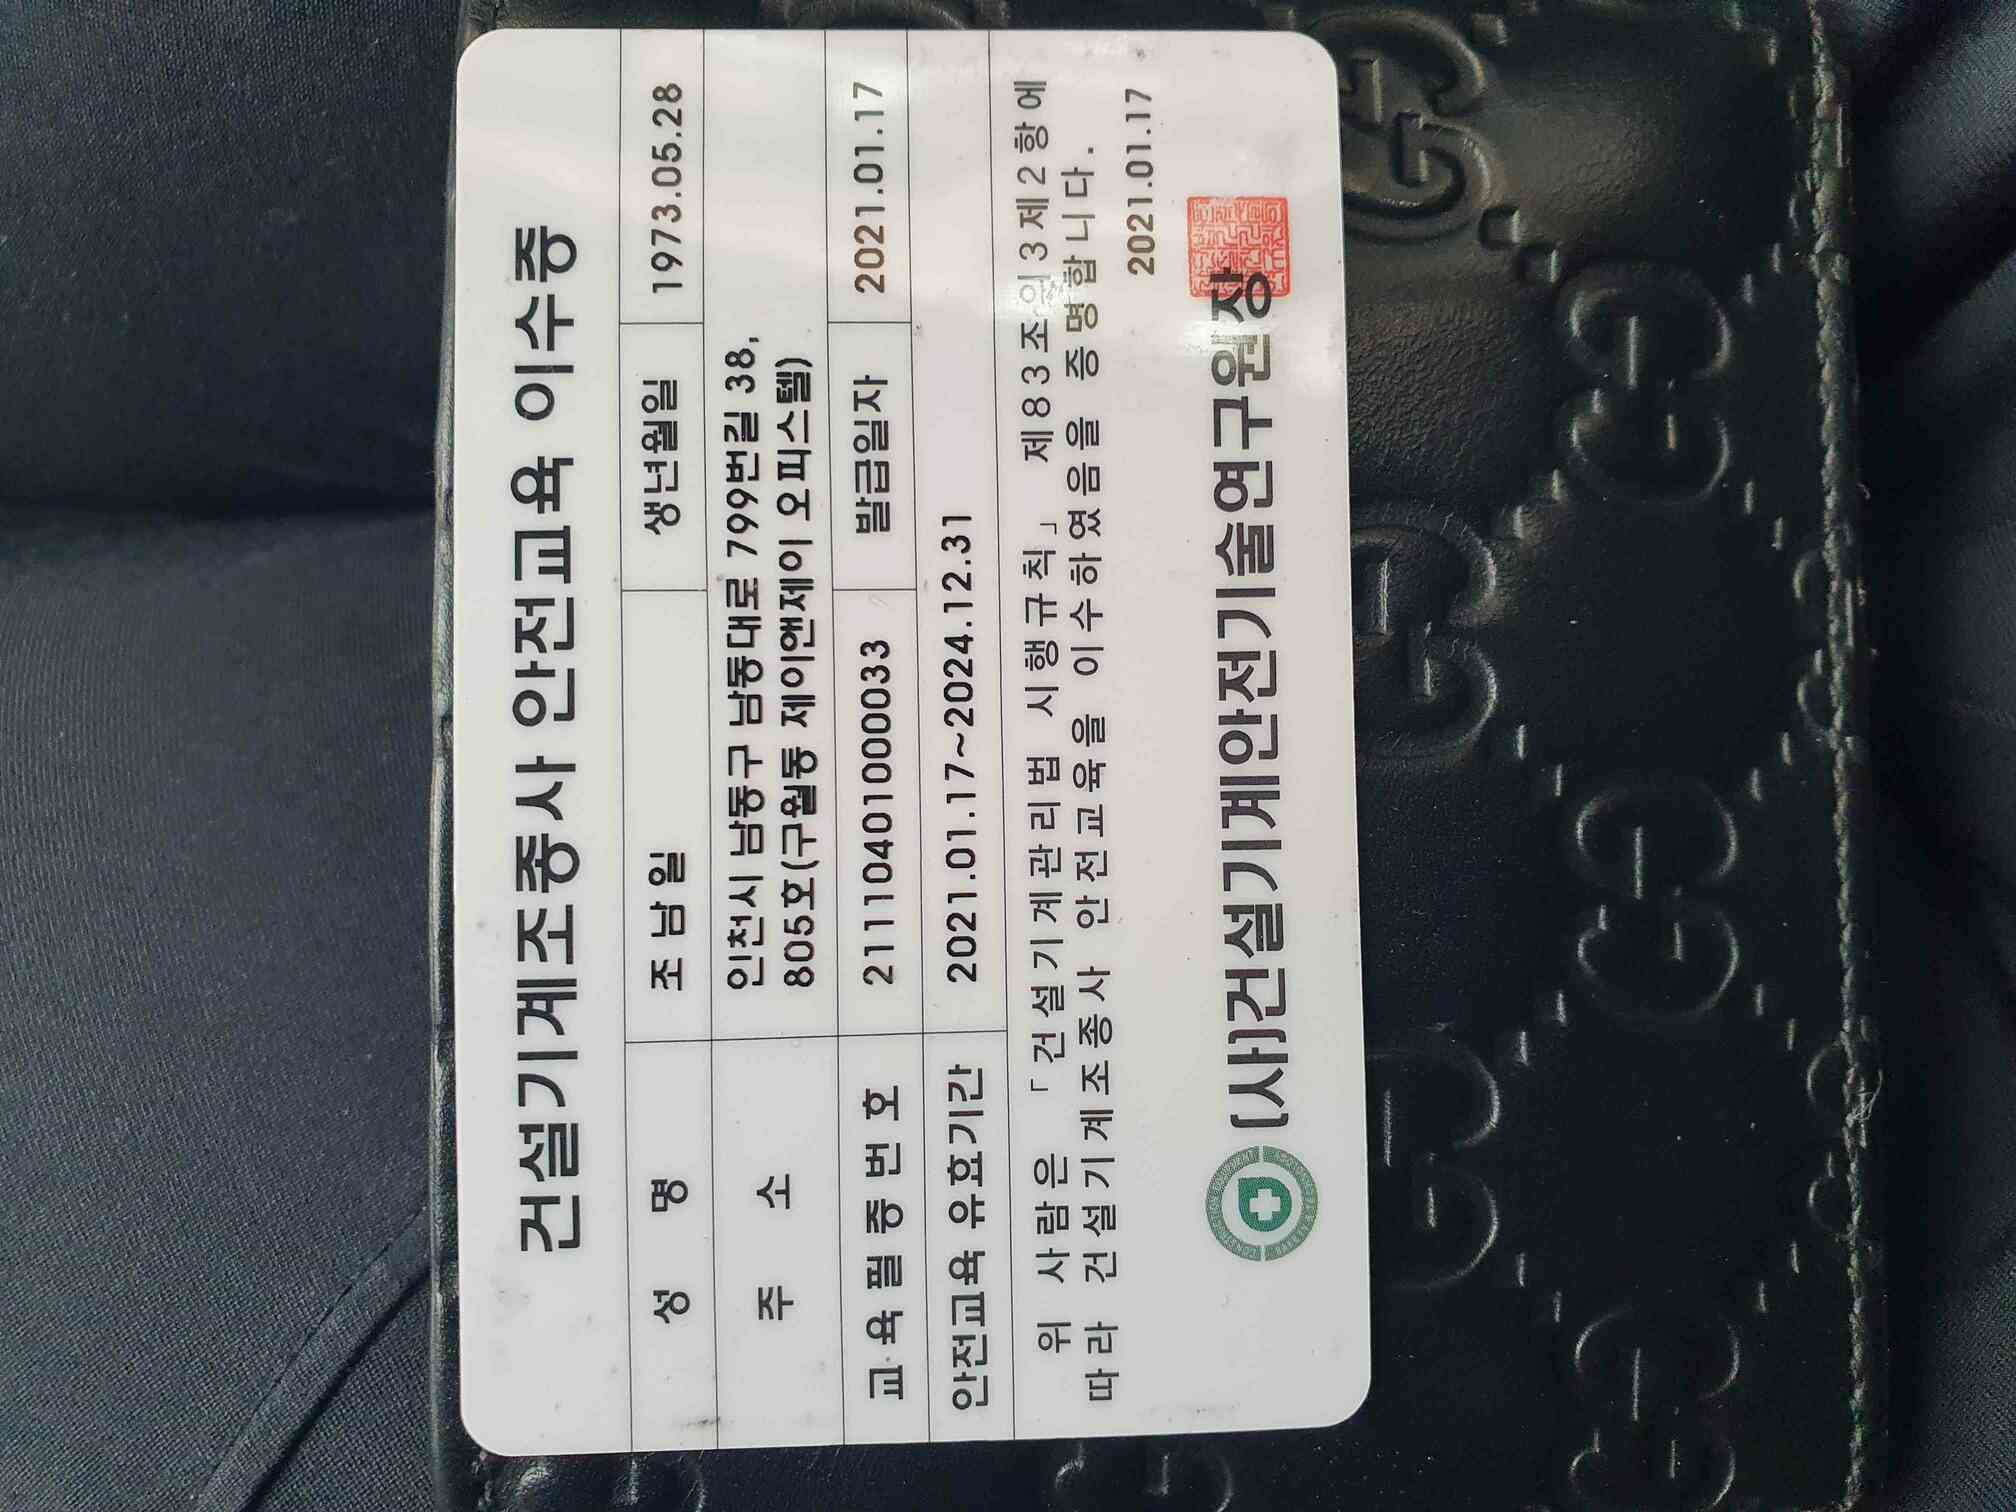 건설기계조종사 안전교육 이수증
성 명 조남일 생년월일 1973.05.28
주 소 인천시 남동구 남동대로 799번길 38,
805호(구월동 제이앤제이 오피스텔)
교육필증번호 21110401000033 발급일자 2021.01.17
안전교육 유효기간 2021.01.17~2024.12.31
위 사람은 「건설기계관리법 시행규칙」 제83조의3제2항에
따라 건설기계조종사 안전교육을 이수하였음을 증명합니다.
2021.01.17
(사)건설기계안전기술연구원장
CONSTRUCTION EQUIPMENT